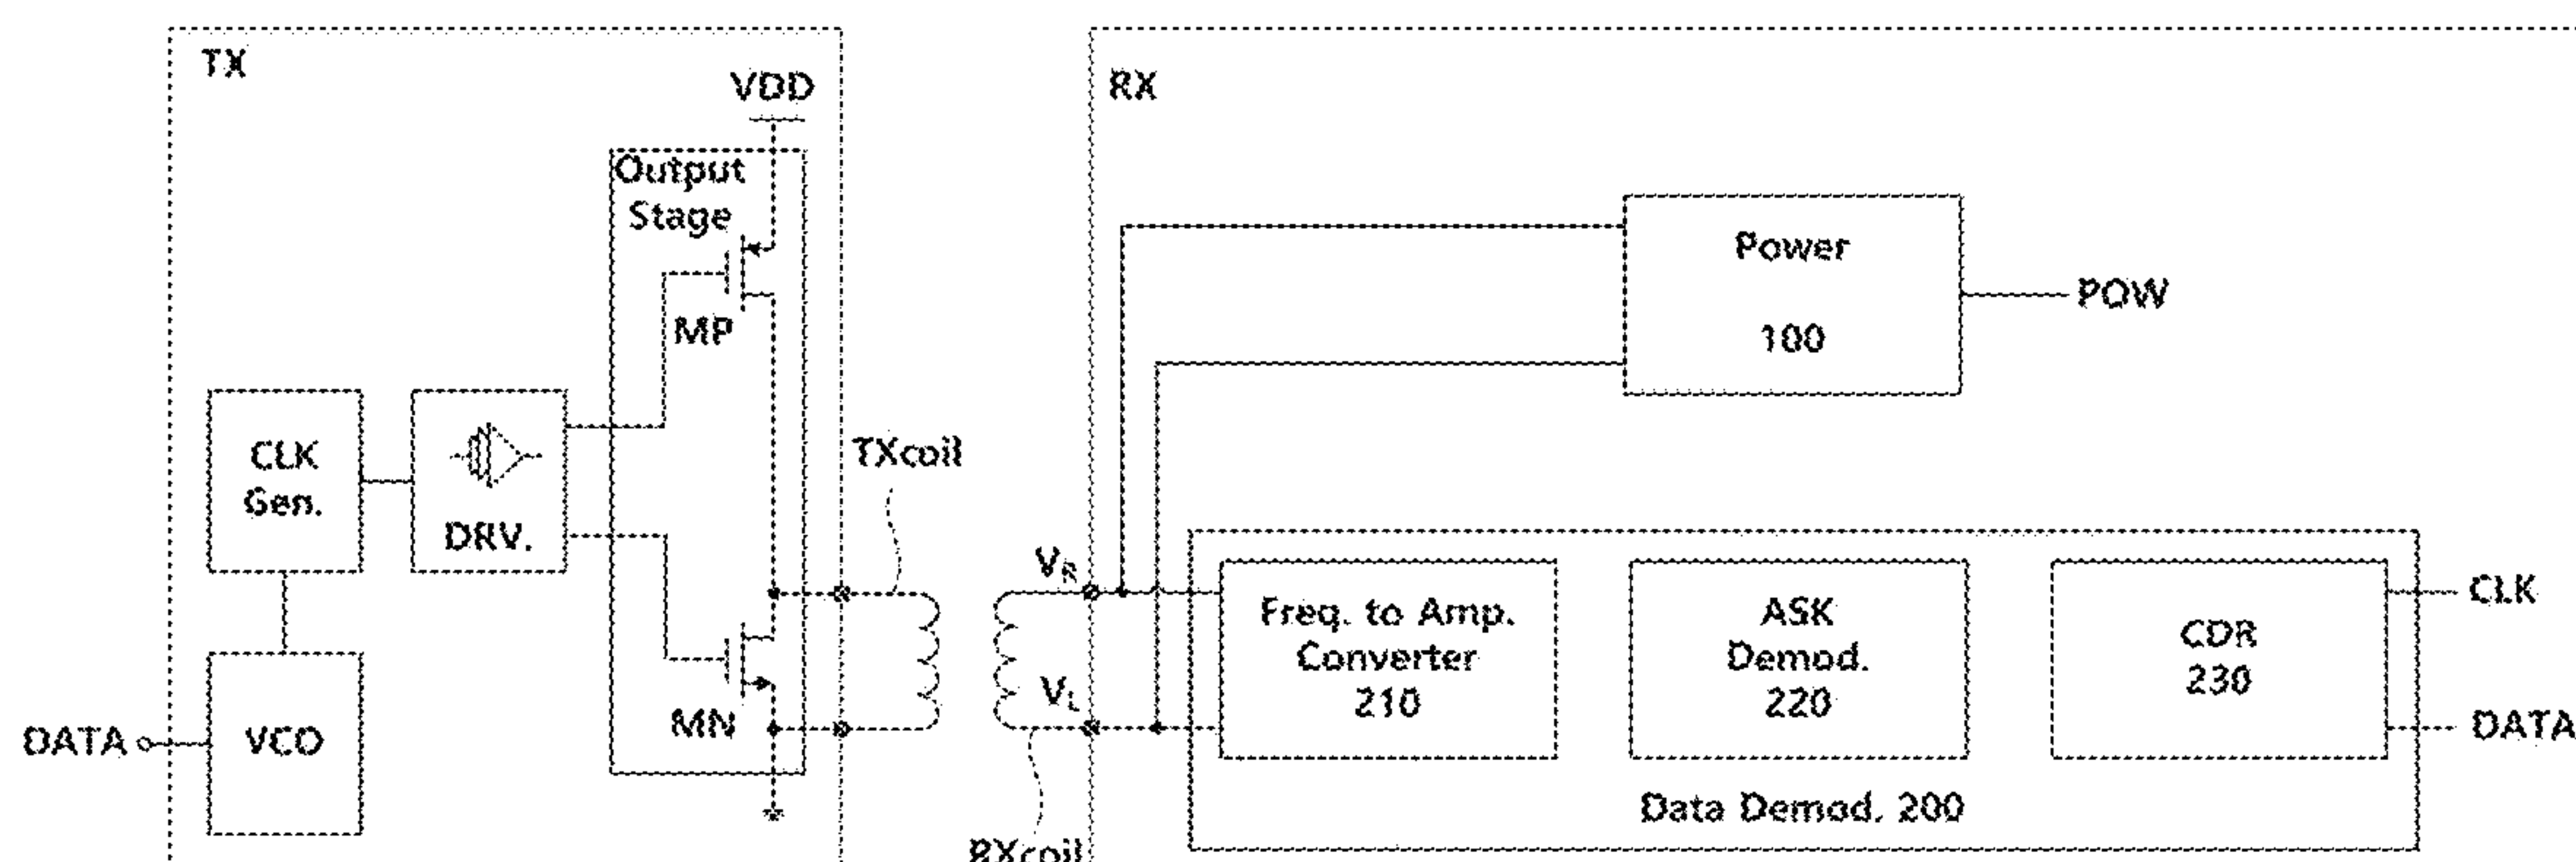 TX
VDD
Output
Stage
MP
CLK
Gen.
DRV.
MN
DATA
VCO
TXcoil
RXcoil
RX
VR
VL
Power
100
POW
Freq. to Amp.
Converter
210
ASK
Demod.
220
CDR
230
CLK
DATA
Data Demod. 200